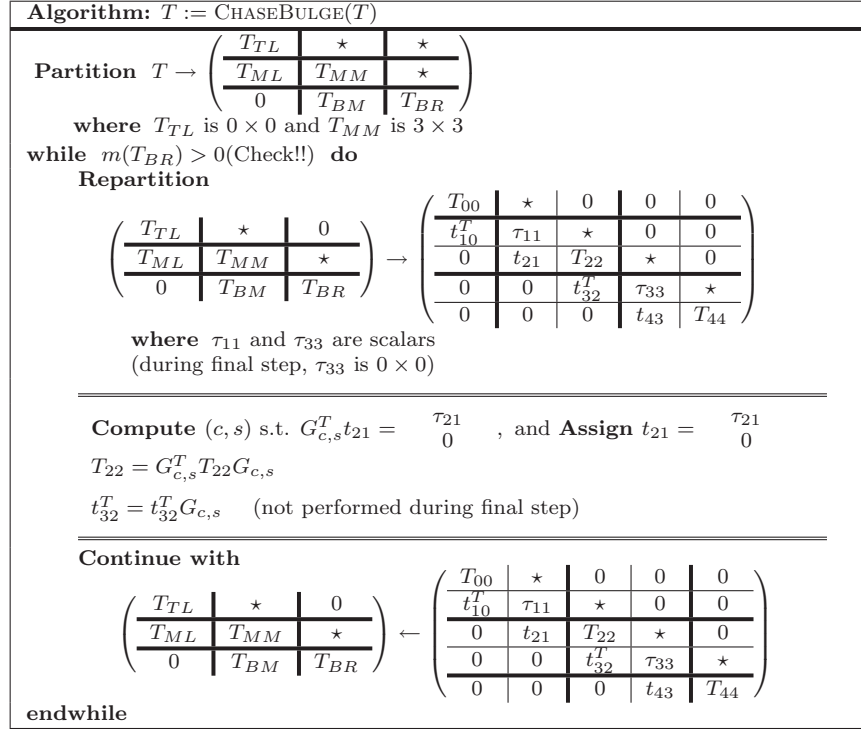 Algorithm: T := CHASEBULGE(T)
Partition T → ( T_TL | ⋆ | ⋆
T_ML | T_MM | ⋆
0 | T_BM | T_BR )
where T_TL is 0 × 0 and T_MM is 3 × 3
while m(T_BR) > 0(Check!!) do
Repartition
( T_TL | ⋆ | 0
T_ML | T_MM | ⋆
0 | T_BM | T_BR ) → ( T_00 | ⋆ | 0 | 0 | 0
t_10^T | τ_11 | ⋆ | 0 | 0
0 | t_21 | T_22 | ⋆ | 0
0 | 0 | t_32^T | τ_33 | ⋆
0 | 0 | 0 | t_43 | T_44 )
where τ_11 and τ_33 are scalars
(during final step, τ_33 is 0 × 0)
Compute (c, s) s.t. G_{c,s}^T t_21 = τ_21 0 , and Assign t_21 = τ_21 0
T_22 = G_{c,s}^T T_22 G_{c,s}
t_32^T = t_32^T G_{c,s} (not performed during final step)
Continue with
( T_TL | ⋆ | 0
T_ML | T_MM | ⋆
0 | T_BM | T_BR ) ← ( T_00 | ⋆ | 0 | 0 | 0
t_10^T | τ_11 | ⋆ | 0 | 0
0 | t_21 | T_22 | ⋆ | 0
0 | 0 | t_32^T | τ_33 | ⋆
0 | 0 | 0 | t_43 | T_44 )
endwhile